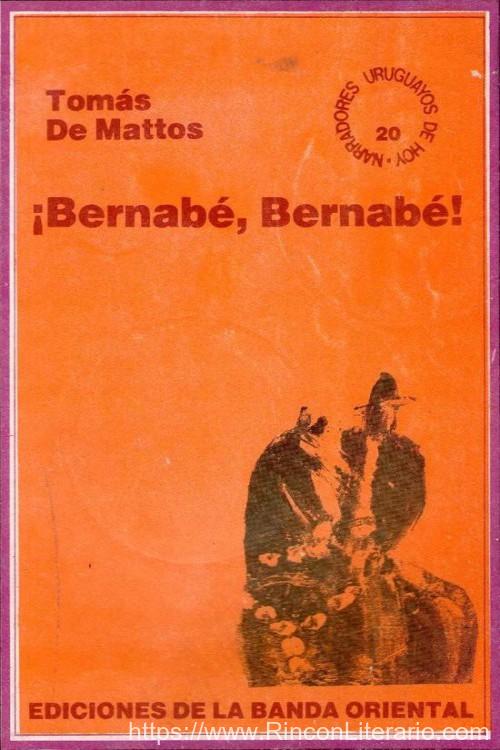 Tomás
De Mattos
NARRADORES URUGUAYOS DE HOY •
20
¡Bernabé, Bernabé!
EDICIONES DE LA BANDA ORIENTAL
https://www.RinconLiterario.com